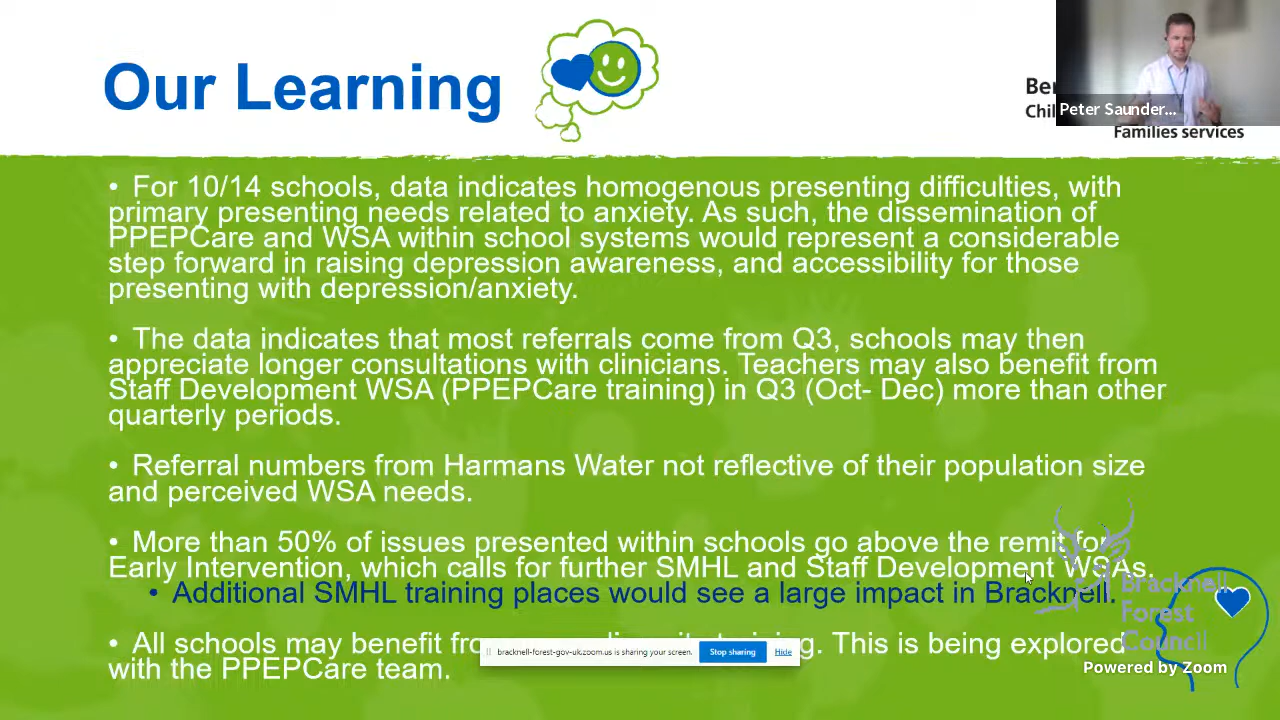 Our Learning
Ber
Chil
Families services
Peter Saunder...
• For 10/14 schools, data indicates homogenous presenting difficulties, with
primary presenting needs related to anxiety. As such, the dissemination of
PPEPCare and WSA within school systems would represent a considerable
step forward in raising depression awareness, and accessibility for those
presenting with depression/anxiety.
• The data indicates that most referrals come from Q3, schools may then
appreciate longer consultations with clinicians. Teachers may also benefit from
Staff Development WSA (PPEPCare training) in Q3 (Oct- Dec) more than other
quarterly periods.
• Referral numbers from Harmans Water not reflective of their population size
and perceived WSA needs.
• More than 50% of issues presented within schools go above the remit for
Early Intervention, which calls for further SMHL and Staff Development WSAs.
• Additional SMHL training places would see a large impact in Bracknell.
• All schools may benefit training. This is being explored
with the PPEPCare team.
bracknell-forest-gov-uk.zoom.us is sharing your screen.
Stop sharing
Hide
Bracknell
Forest
Council
Powered by Zoom